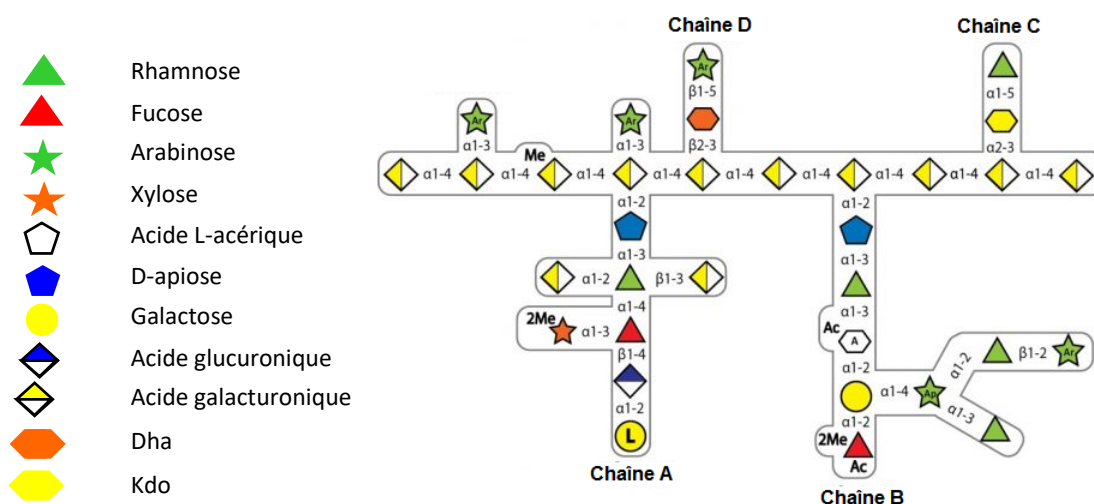 Chaîne D
Chaîne C
Rhamnose
Fucose
Arabinose
Xylose
Acide L-acérique
D-apiose
Galactose
Acide glucuronique
Acide galacturonique
Dha
Kdo
Ar
β1-5
α1-5
Ar
Ar
α1-3
Me
α1-3
β2-3
α2-3
α1-4
α1-4
α1-4
α1-4
α1-4
α1-4
α1-4
α1-4
α1-4
α1-2
α1-2
α1-3
α1-3
α1-2
β1-3
α1-4
α1-3
2Me
α1-3
Ac
A
β1-4
α1-2
α1-2
β1-2
Ar
α1-4
Ap
α1-3
α1-2
α1-2
L
2Me
Ac
Chaîne A
Chaîne B